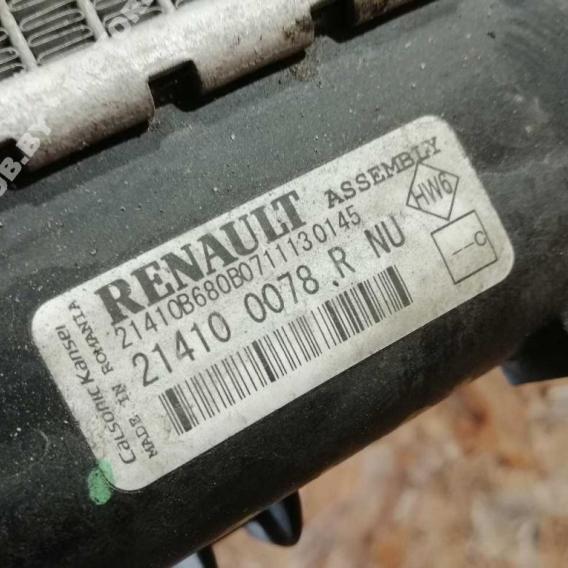 RENAULT ASSEMBLY
21410B680B0711130145
21410 0078.R NU
HW6
Calsonic Kansei
MADE IN ROMANIA